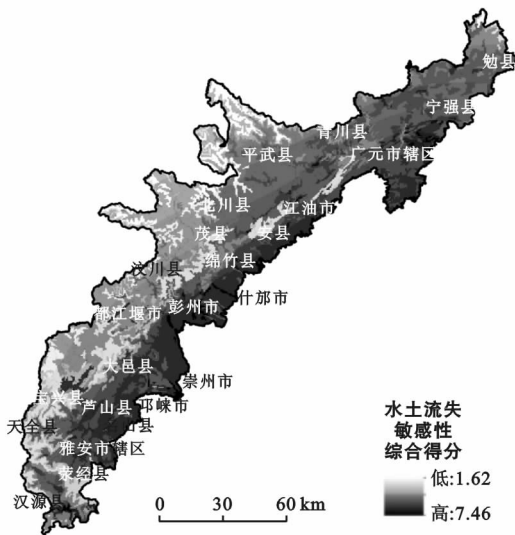 勉县
宁强县
青川县
广元市辖区
平武县
北川县
江油市
茂县
安县
绵竹县
汶川县
什邡市
彭州市
都江堰市
大邑县
崇州市
宝兴县
芦山县
邛崃市
天全县
山县
雅安市辖区
荥经县
汉源县
水土流失
敏感性
综合得分
低:1.62
高:7.46
0 30 60 km